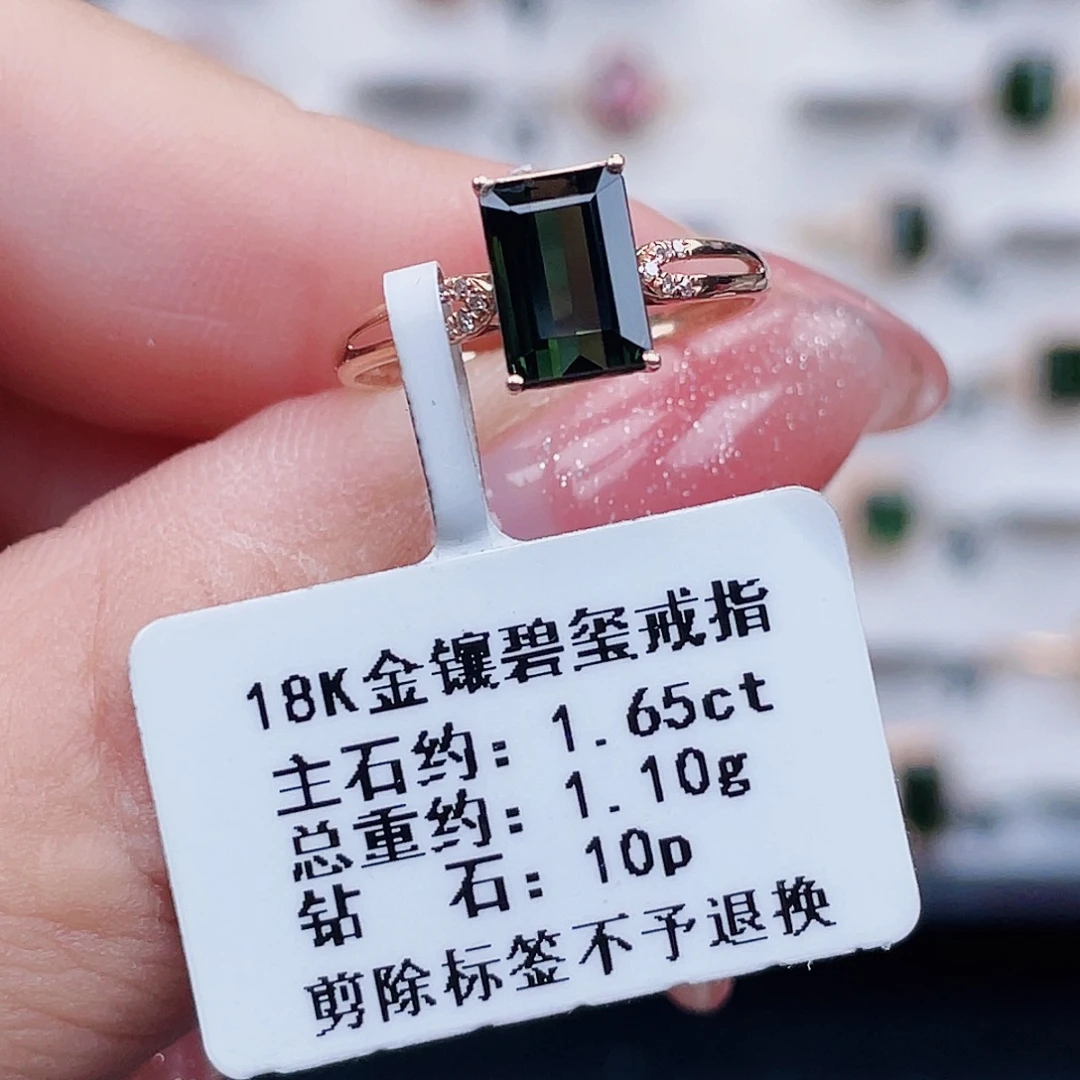 18K金镶碧玺戒指
主石约: 1.65ct
总重约: 1.10g
钻 石: 10p
剪除标签不予退换